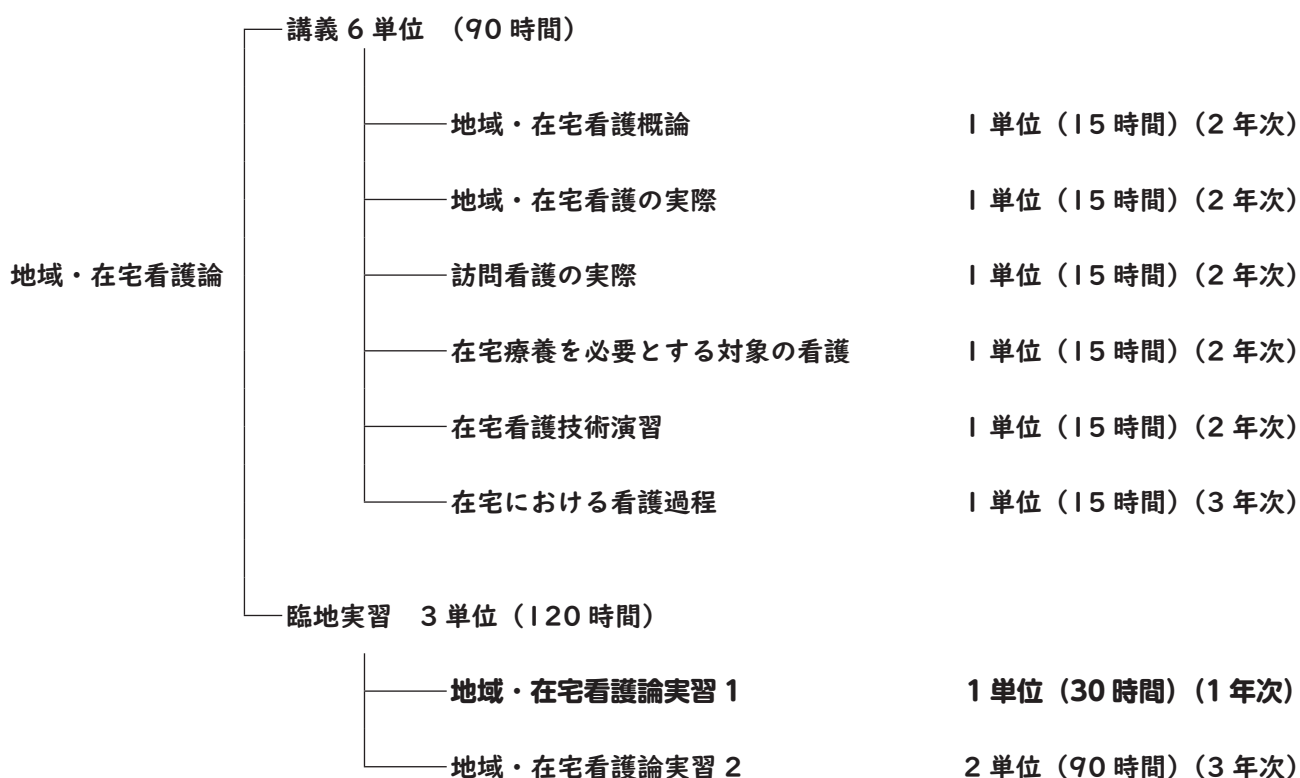 講義 6 単位 （90 時間）
地域・在宅看護概論 1 単位（15 時間）（2 年次）
地域・在宅看護の実際 1 単位（15 時間）（2 年次）
地域・在宅看護論 訪問看護の実際 1 単位（15 時間）（2 年次）
在宅療養を必要とする対象の看護 1 単位（15 時間）（2 年次）
在宅看護技術演習 1 単位（15 時間）（2 年次）
在宅における看護過程 1 単位（15 時間）（3 年次）
臨地実習 3 単位（120 時間）
地域・在宅看護論実習 1 1 単位（30 時間）（1 年次）
地域・在宅看護論実習 2 2 単位（90 時間）（3 年次）